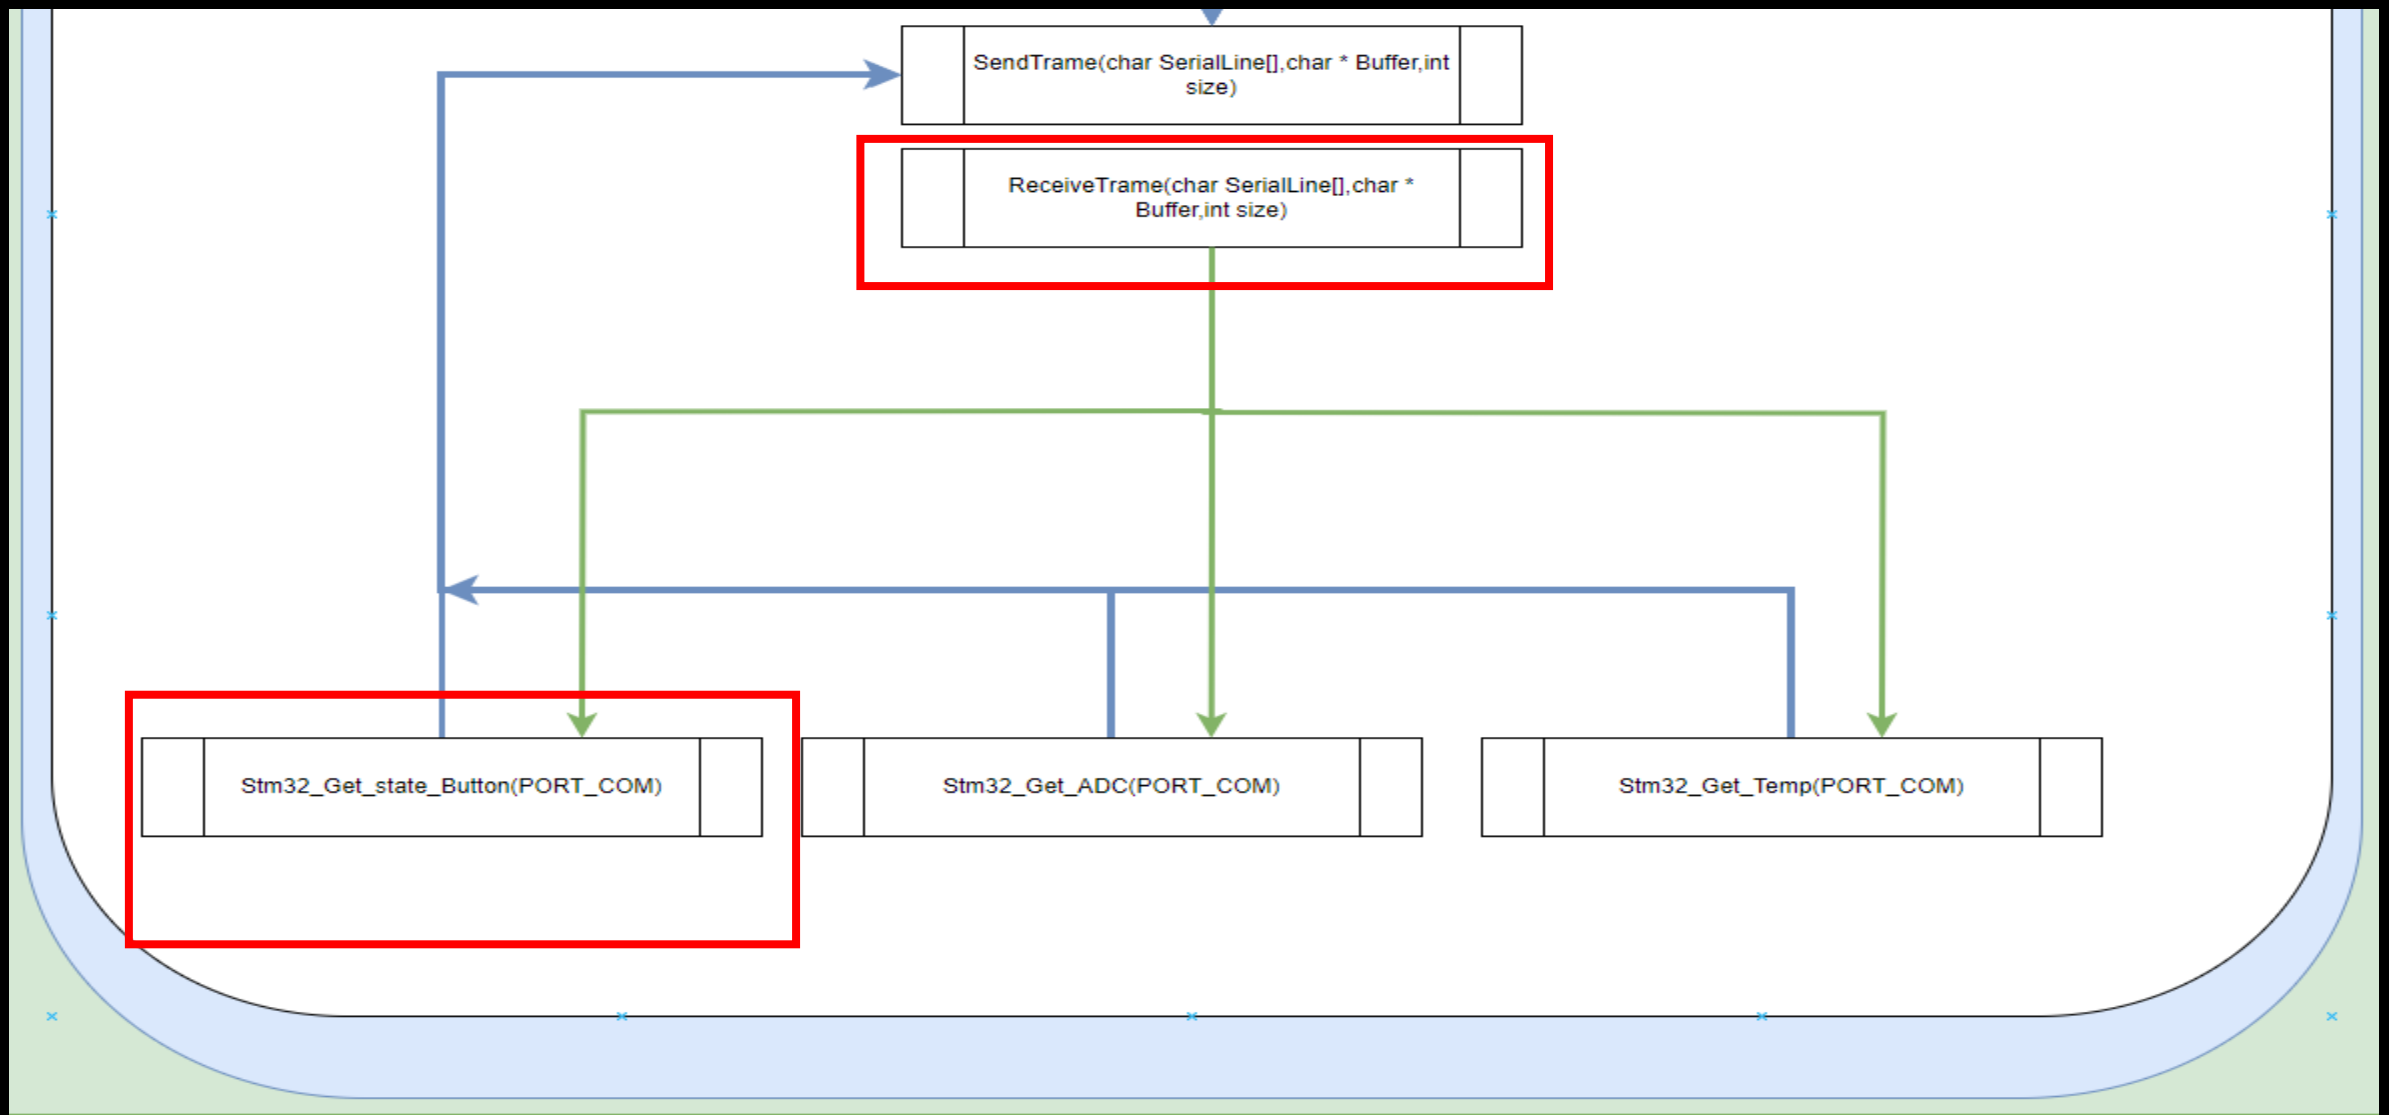 SendTrame(char SerialLine[],char * Buffer,int
size)
ReceiveTrame(char SerialLine[],char *
Buffer,int size)
Stm32_Get_state_Button(PORT_COM)
Stm32_Get_ADC(PORT_COM)
Stm32_Get_Temp(PORT_COM)